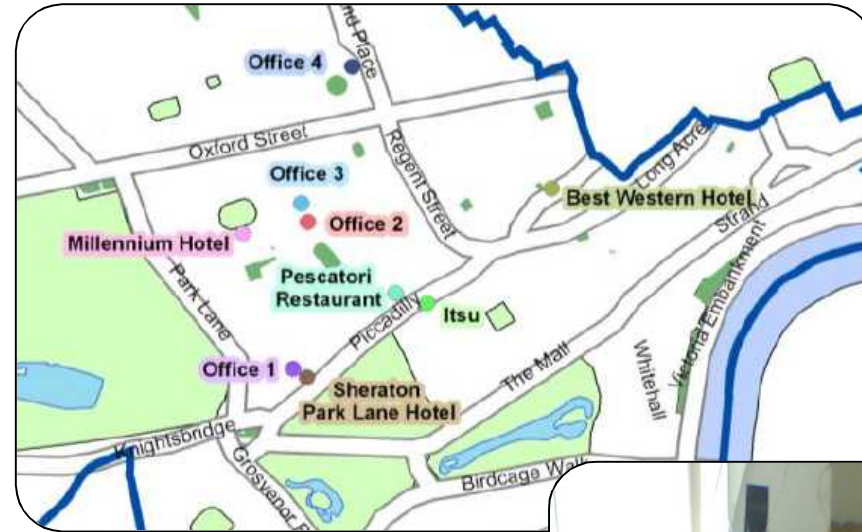 nd Place
Office 4
Oxford Street
Regent Street
Long Acre
Office 3
Best Western Hotel
Office 2
Millennium Hotel
Strand
Park Lane
Pescatori
Restaurant
Piccadilly
Itsu
Victoria Embankment
Office 1
The Mall
Whitehall
Sheraton
Park Lane Hotel
Knightsbridge
Grosvenor
Birdcage Walk